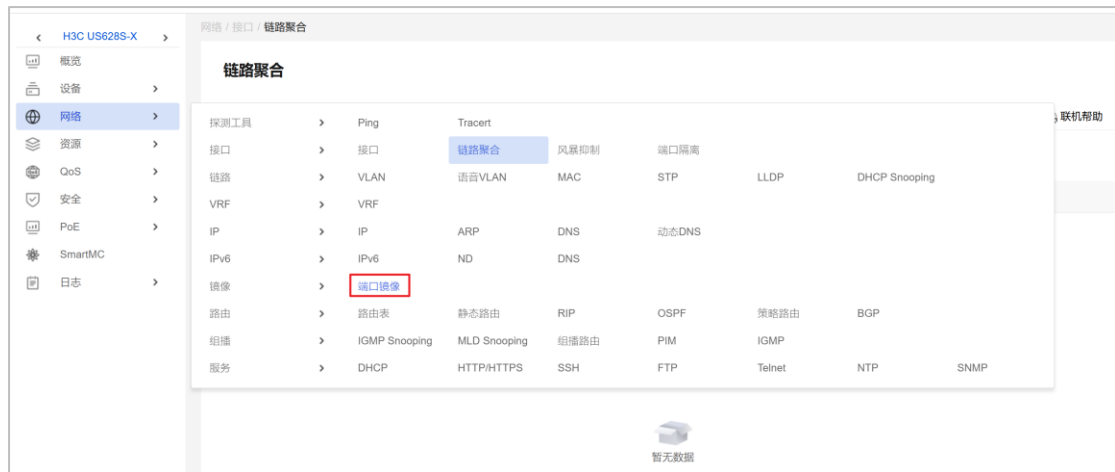 网络 / 接口 / 链路聚合
H3C US628S-X
概览
设备
网络
资源
QoS
安全
PoE
SmartMC
日志
链路聚合
联机帮助
探测工具 Ping Tracert
接口 接口 链路聚合 风暴抑制 端口隔离
链路 VLAN 语音VLAN MAC STP LLDP DHCP Snooping
VRF VRF
IP IP ARP DNS 动态DNS
IPv6 IPv6 ND DNS
镜像 端口镜像
路由 路由表 静态路由 RIP OSPF 策略路由 BGP
组播 IGMP Snooping MLD Snooping 组播路由 PIM IGMP
服务 DHCP HTTP/HTTPS SSH FTP Telnet NTP SNMP
暂无数据